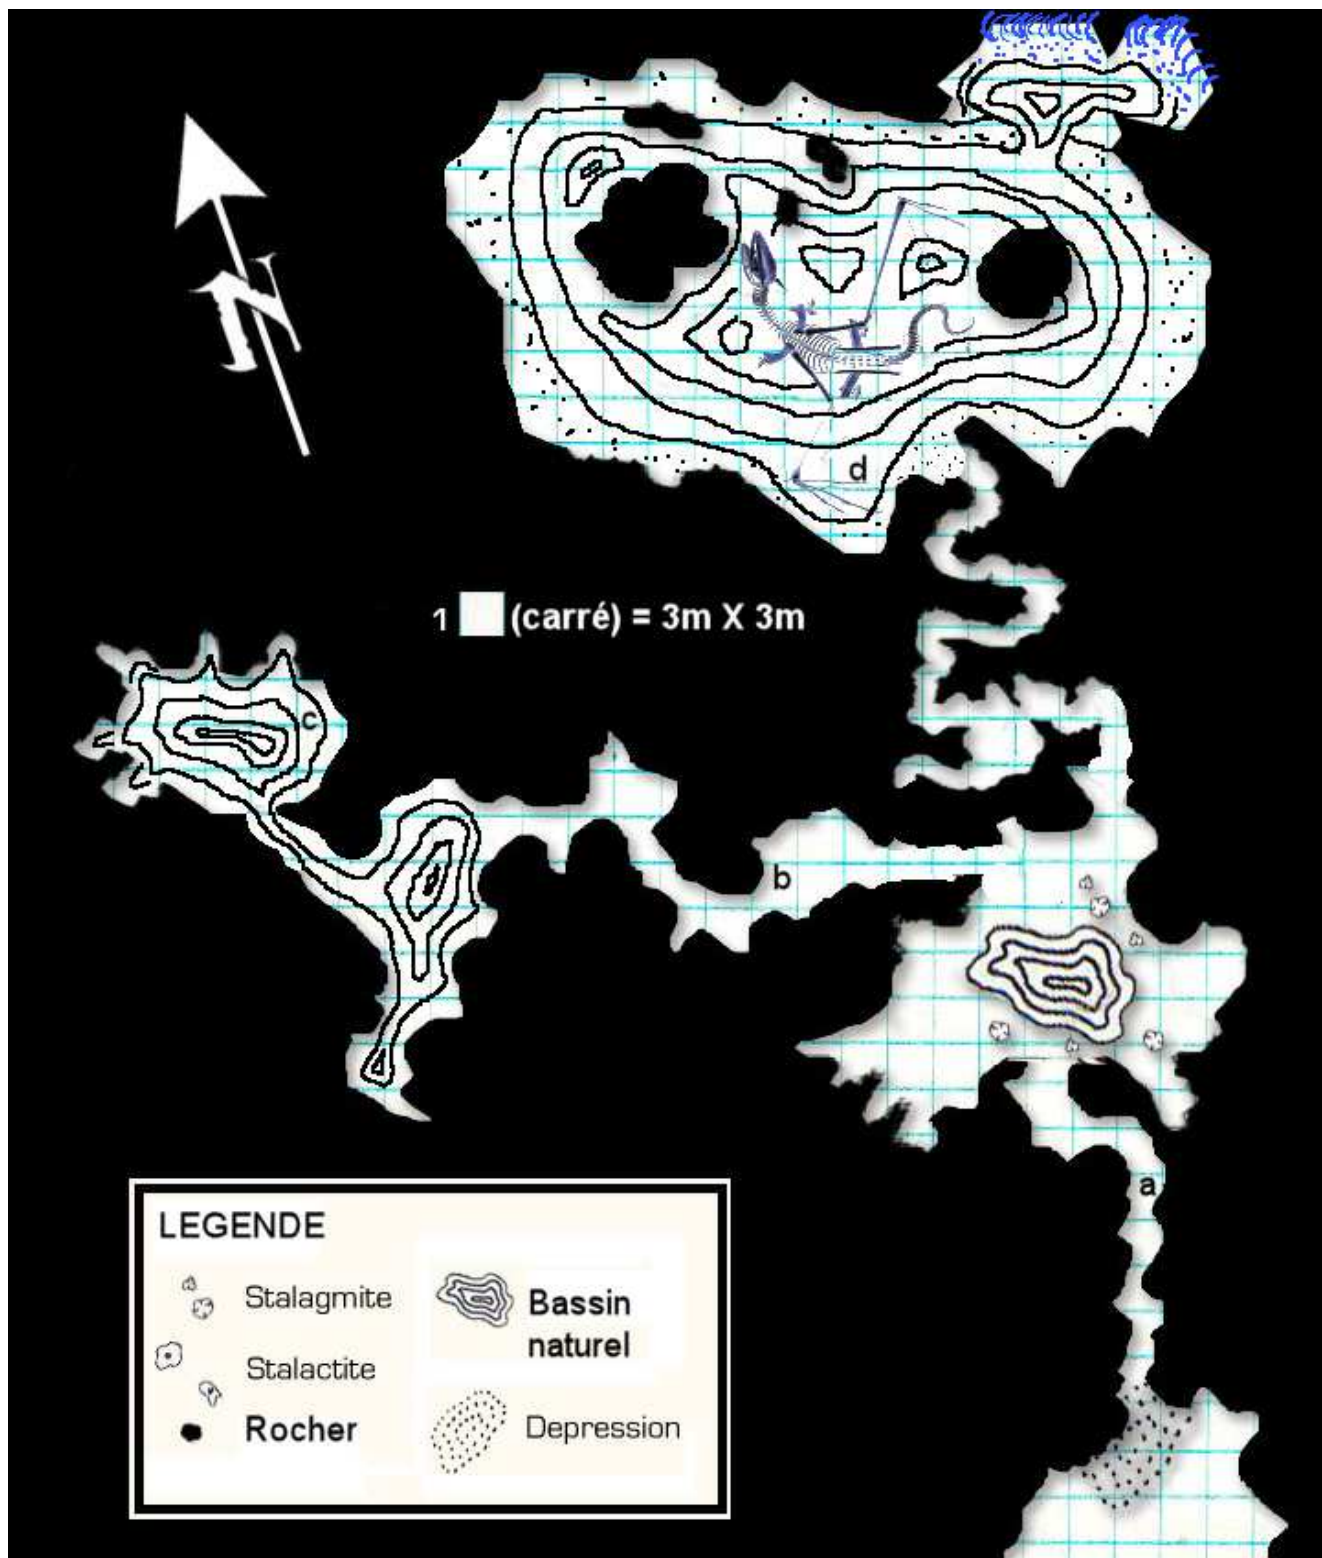 N
d
1 (carré) = 3m X 3m
c
b
a
LEGENDE
Stalagmite
Stalactite
Rocher
Bassin
naturel
Depression